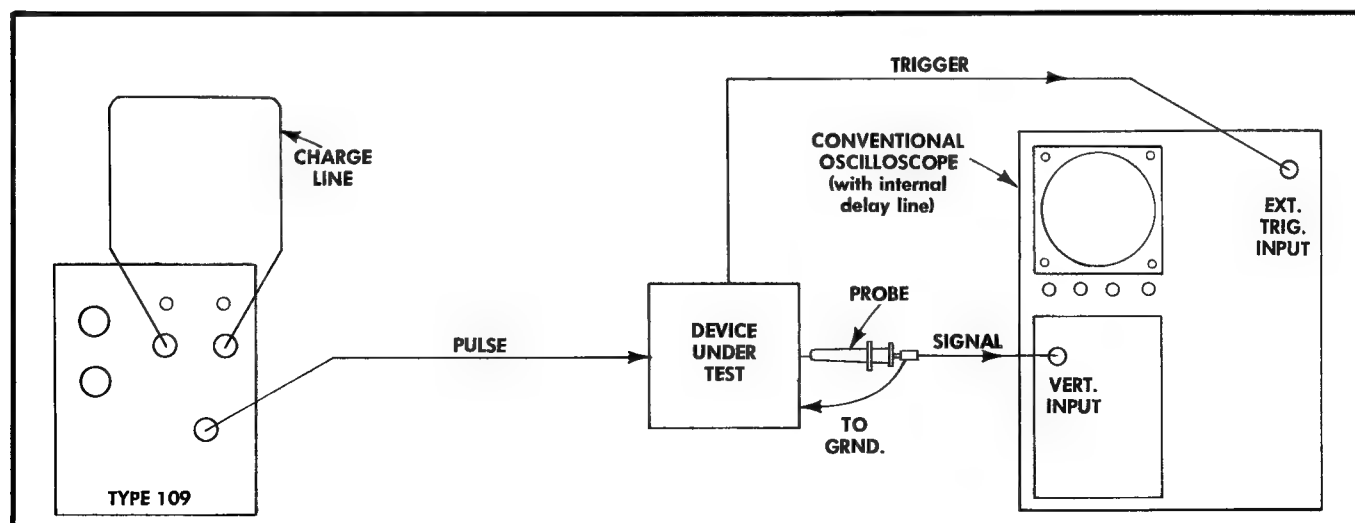 TRIGGER
CHARGE
LINE
CONVENTIONAL
OSCILLOSCOPE
(with internal
delay line)
EXT.
TRIG.
INPUT
PULSE
DEVICE
UNDER
TEST
PROBE
SIGNAL
VERT.
INPUT
TO
GRND.
TYPE 109